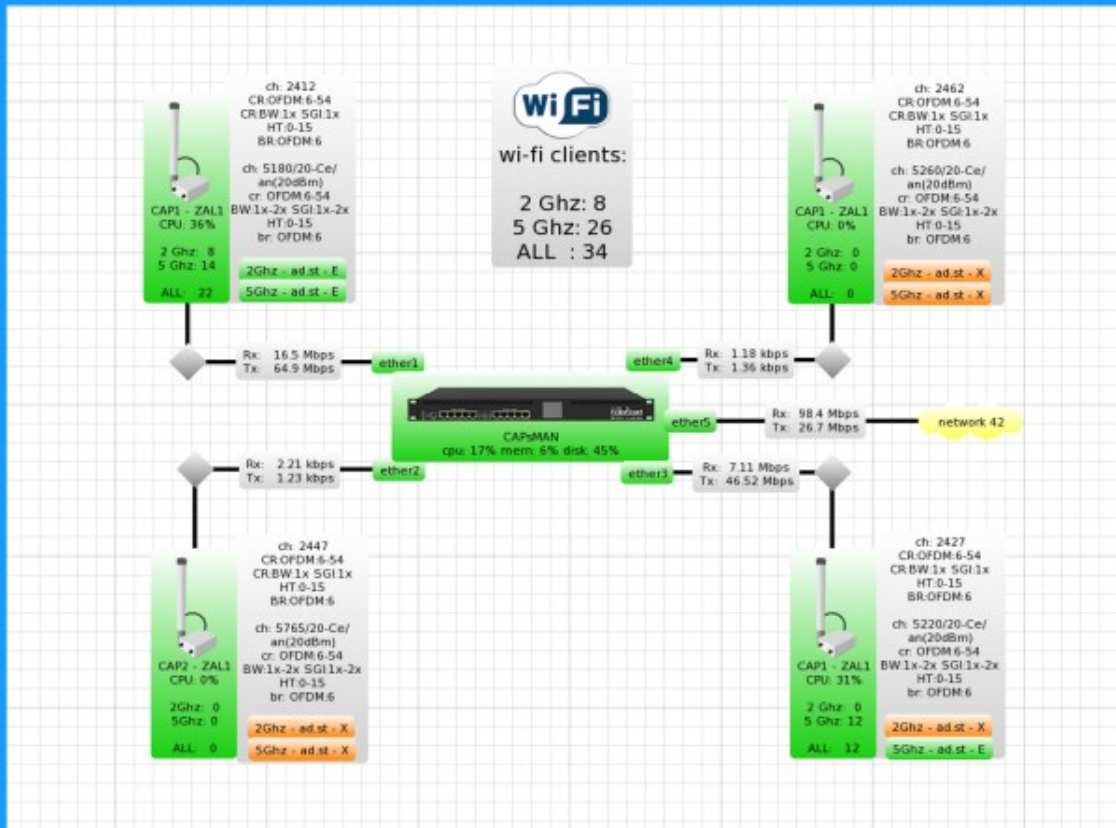 ch: 2412
CR:OFDM:6-54
CR:BW:1x SGI:1x
HT:0-15
BR:OFDM:6
ch: 5180/20-Ce/
an(20dBm)
cr: OFDM:6-54
BW:1x-2x SGI:1x-2x
HT:0-15
br: OFDM:6
2Ghz - ad.st - E
5Ghz - ad.st - E
CAP1 - ZAL1
CPU: 36%
2 Ghz: 8
5 Ghz: 14
ALL: 22
Wi Fi
wi-fi clients:
2 Ghz: 8
5 Ghz: 26
ALL : 34
ch: 2462
CR:OFDM:6-54
CR:BW:1x SGI:1x
HT:0-15
BR:OFDM:6
ch: 5260/20-Ce/
an(20dBm)
cr: OFDM:6-54
BW:1x-2x SGI:1x-2x
HT:0-15
br: OFDM:6
2Ghz - ad.st - X
5Ghz - ad.st - X
CAP1 - ZAL1
CPU: 0%
2 Ghz: 0
5 Ghz: 0
ALL: 0
Rx: 16.5 Mbps
Tx: 64.9 Mbps
ether1
ether4
Rx: 1.18 kbps
Tx: 1.36 kbps
CAPsMAN
cpu: 17% mem: 6% disk: 45%
ether5
Rx: 98.4 Mbps
Tx: 26.7 Mbps
network 42
Rx: 2.21 kbps
Tx: 1.23 kbps
ether2
ether3
Rx: 7.11 Mbps
Tx: 46.52 Mbps
ch: 2447
CR:OFDM:6-54
CR:BW:1x SGI:1x
HT:0-15
BR:OFDM:6
ch: 5765/20-Ce/
an(20dBm)
cr: OFDM:6-54
BW:1x-2x SGI:1x-2x
HT:0-15
br: OFDM:6
2Ghz - ad.st - X
5Ghz - ad.st - X
CAP2 - ZAL1
CPU: 0%
2Ghz: 0
5Ghz: 0
ALL: 0
ch: 2427
CR:OFDM:6-54
CR:BW:1x SGI:1x
HT:0-15
BR:OFDM:6
ch: 5220/20-Ce/
an(20dBm)
cr: OFDM:6-54
BW:1x-2x SGI:1x-2x
HT:0-15
br: OFDM:6
2Ghz - ad.st - X
5Ghz - ad.st - E
CAP1 - ZAL1
CPU: 31%
2 Ghz: 0
5 Ghz: 12
ALL: 12